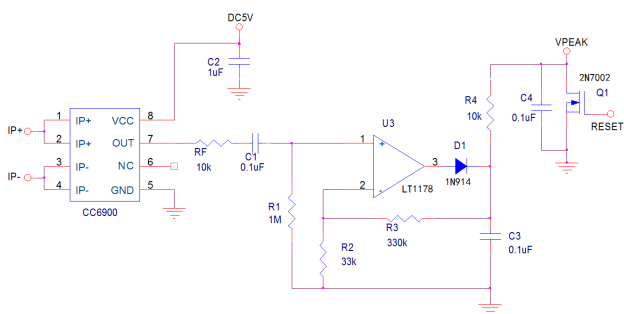 DC5V
VPEAK
C2
1uF
2N7002
Q1
C4
0.1uF
RESET
R4
10k
U3
IP+
IP-
1 IP+ VCC 8
2 IP+ OUT 7
3 IP- NC 6
4 IP- GND 5
CC6900
RF
10k
C1
0.1uF
1
+
2
-
3
LT1178
D1
1N914
R1
1M
R2
33k
R3
330k
C3
0.1uF